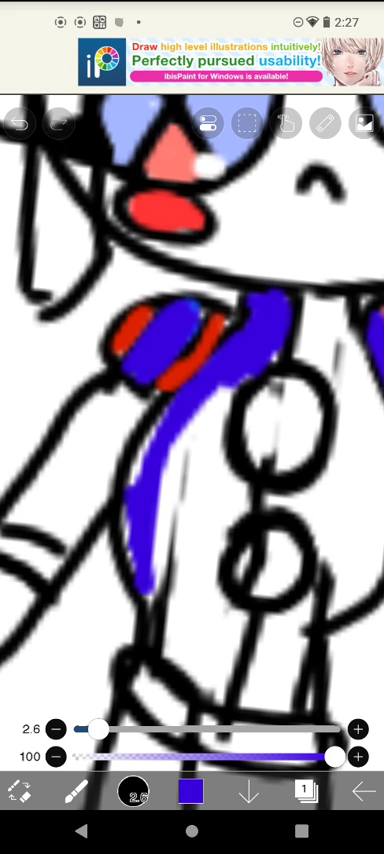 2:27
iP
Draw high level illustrations intuitively!
Perfectly pursued usability!
ibisPaint for Windows is available!
2.6
100
2.6
1